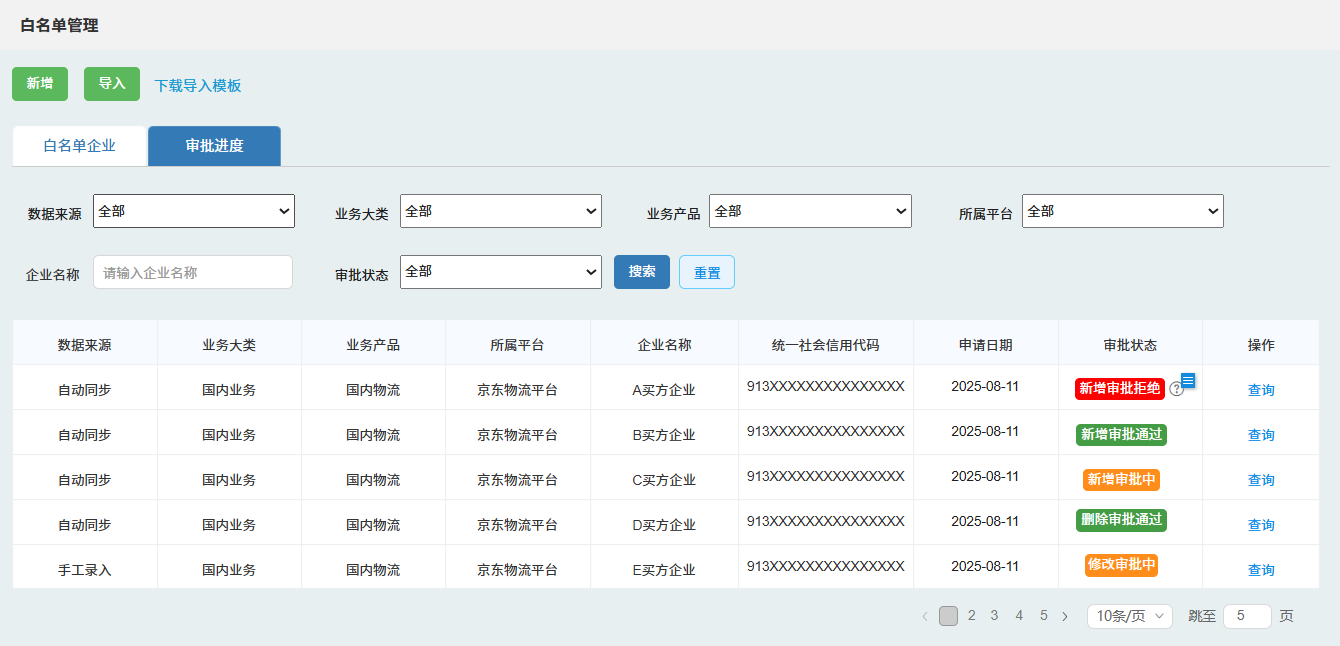 白名单管理
新增 导入 下载导入模板
白名单企业 审批进度
数据来源 全部 业务大类 全部 业务产品 全部 所属平台 全部
企业名称 请输入企业名称 审批状态 全部 搜索 重置
数据来源 业务大类 业务产品 所属平台 企业名称 统一社会信用代码 申请日期 审批状态 操作
自动同步 国内业务 国内物流 京东物流平台 A买方企业 913XXXXXXXXXXXXXXX 2025-08-11 新增审批拒绝 ? 查询
自动同步 国内业务 国内物流 京东物流平台 B买方企业 913XXXXXXXXXXXXXXX 2025-08-11 新增审批通过 查询
自动同步 国内业务 国内物流 京东物流平台 C买方企业 913XXXXXXXXXXXXXXX 2025-08-11 新增审批中 查询
自动同步 国内业务 国内物流 京东物流平台 D买方企业 913XXXXXXXXXXXXXXX 2025-08-11 删除审批通过 查询
手工录入 国内业务 国内物流 京东物流平台 E买方企业 913XXXXXXXXXXXXXXX 2025-08-11 修改审批中 查询
2 3 4 5 10条/页 跳至 5 页